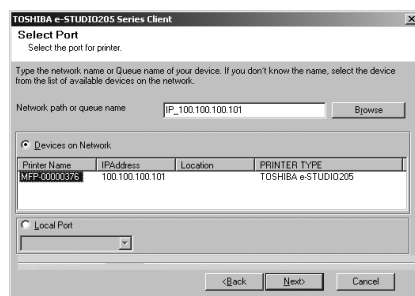 TOSHIBA e-STUDIO205 Series Client
Select Port
Select the port for printer.
Type the network name or Queue name of your device. If you don't know the name, select the device
from the list of available devices on the network.
Network path or queue name IP_100.100.100.101 Browse
Devices on Network
Printer Name IPAddress Location PRINTER TYPE
MFP-00000376 100.100.100.101 TOSHIBA e-STUDIO205
Local Port
<Back Next> Cancel